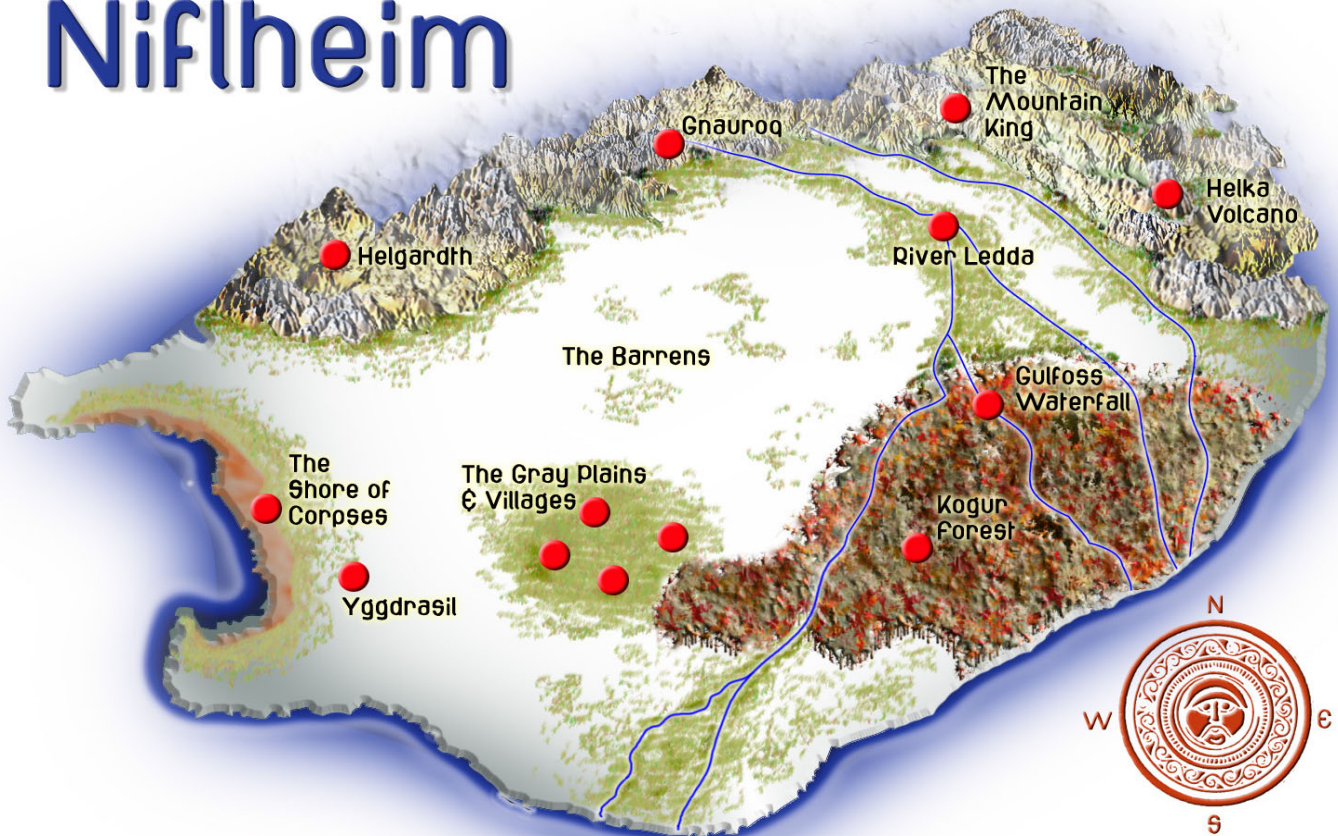 Niflheim
The
Mountain
King
Gnauroq
Helka
Volcano
Helgardth
River Ledda
The Barrens
Gulfoss
Waterfall
The
Shore of
Corpses
The Gray Plains
& Villages
Kogur
Forest
Yggdrasil
N
W
E
S